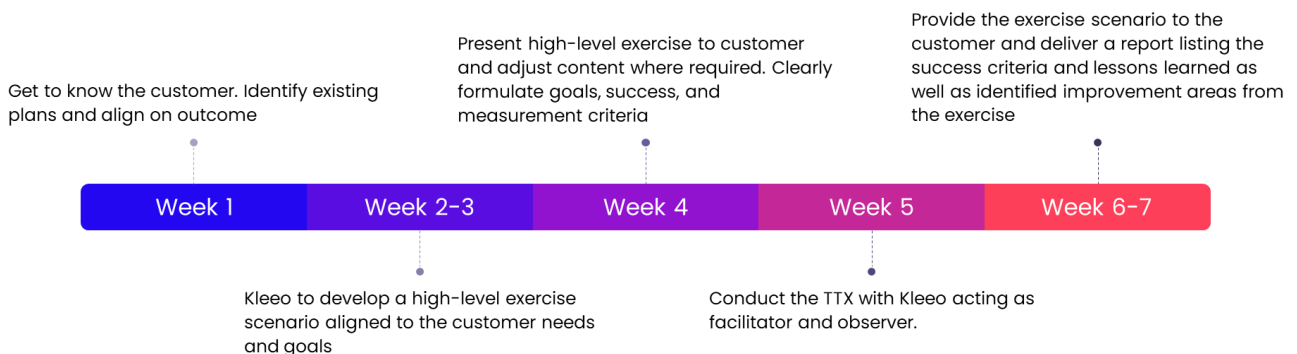 Get to know the customer. Identify existing
plans and align on outcome
Present high-level exercise to customer
and adjust content where required. Clearly
formulate goals, success, and
measurement criteria
Provide the exercise scenario to the
customer and deliver a report listing the
success criteria and lessons learned as
well as identified improvement areas from
the exercise
Week 1
Week 2-3
Week 4
Week 5
Week 6-7
Kleeo to develop a high-level exercise
scenario aligned to the customer needs
and goals
Conduct the TTX with Kleeo acting as
facilitator and observer.